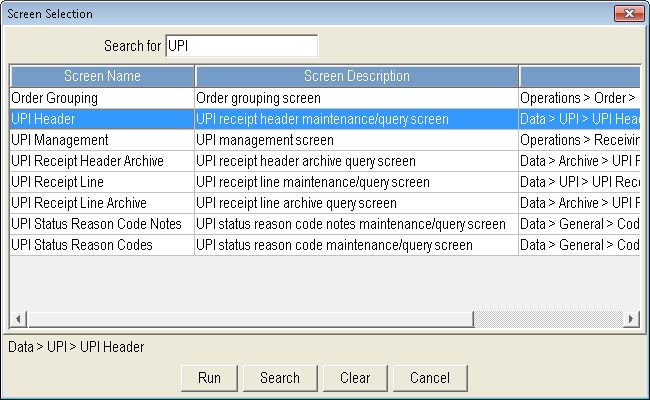 Screen Selection
Search for UPI
Screen Name Screen Description
Order Grouping Order grouping screen Operations > Order >
UPI Header UPI receipt header maintenance/query screen Data > UPI > UPI Hea
UPI Management UPI management screen Operations > Receivin
UPI Receipt Header Archive UPI receipt header archive query screen Data > Archive > UPI F
UPI Receipt Line UPI receipt line maintenance/query screen Data > UPI > UPI Rec
UPI Receipt Line Archive UPI receipt line archive query screen Data > Archive > UPI F
UPI Status Reason Code Notes UPI status reason code notes maintenance/query screen Data > General > Cod
UPI Status Reason Codes UPI status reason code maintenance/query screen Data > General > Cod
Data > UPI > UPI Header
Run Search Clear Cancel